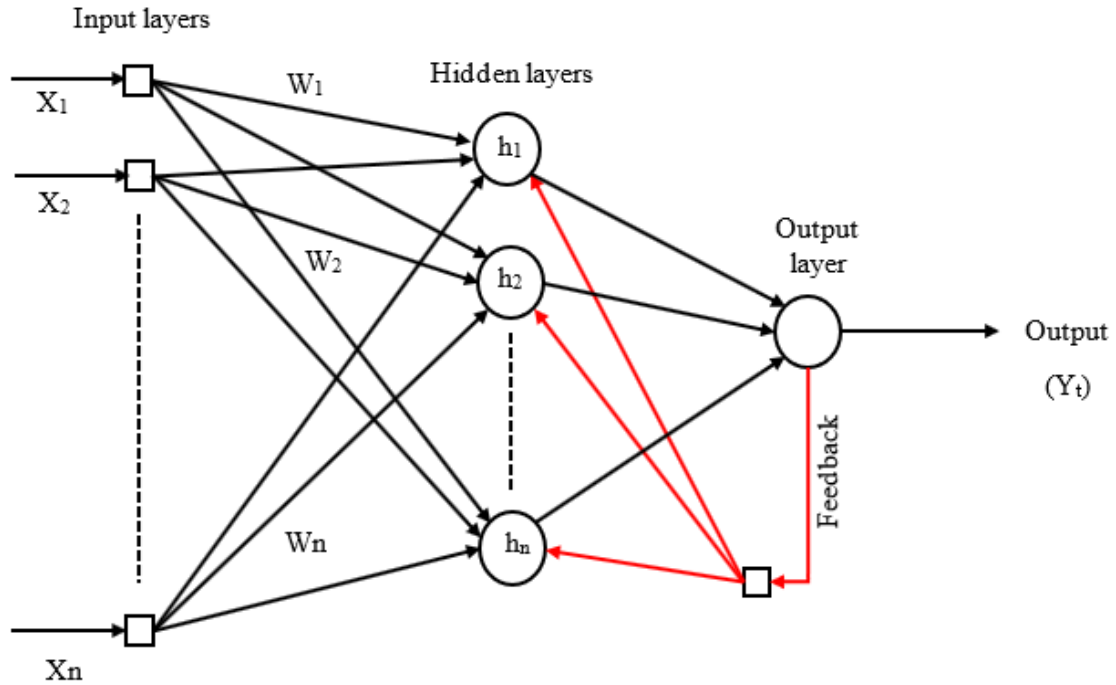 Input layers
X₁
W₁
Hidden layers
h₁
X₂
W₂
h₂
Output
layer
Output
(Yₜ)
Feedback
Wn
hₙ
Xn